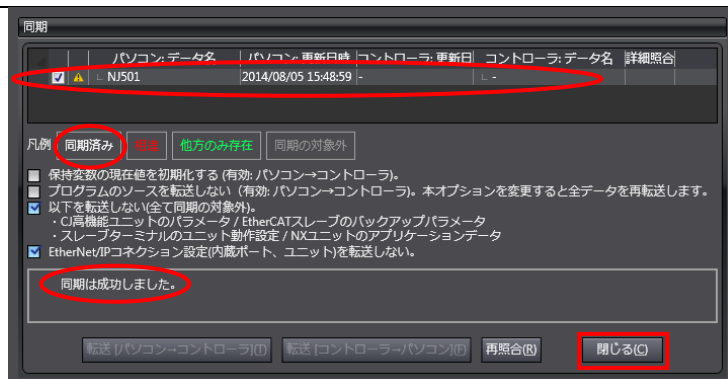 同期
パソコン: データ名 パソコン: 更新日時 コントローラ: 更新日 コントローラ: データ名 詳細照合
NJ501 2014/08/05 15:48:59 - -
凡例 同期済み 相違 他方のみ存在 同期の対象外
保持変数の現在値を初期化する (有効: パソコン→コントローラ)。
プログラムのソースを転送しない (有効: パソコン→コントローラ)。本オプションを変更すると全データを再転送します。
以下を転送しない(全て同期の対象外)。
・CJ高機能ユニットのパラメータ / EtherCATスレーブのバックアップパラメータ
・スレーブターミナルのユニット動作設定 / NXユニットのアプリケーションデータ
EtherNet/IPコネクション設定(内蔵ポート、ユニット)を転送しない。
同期は成功しました。
転送 [パソコン→コントローラ](T) 転送 [コントローラ→パソコン](F) 再照合(R) 閉じる(C)